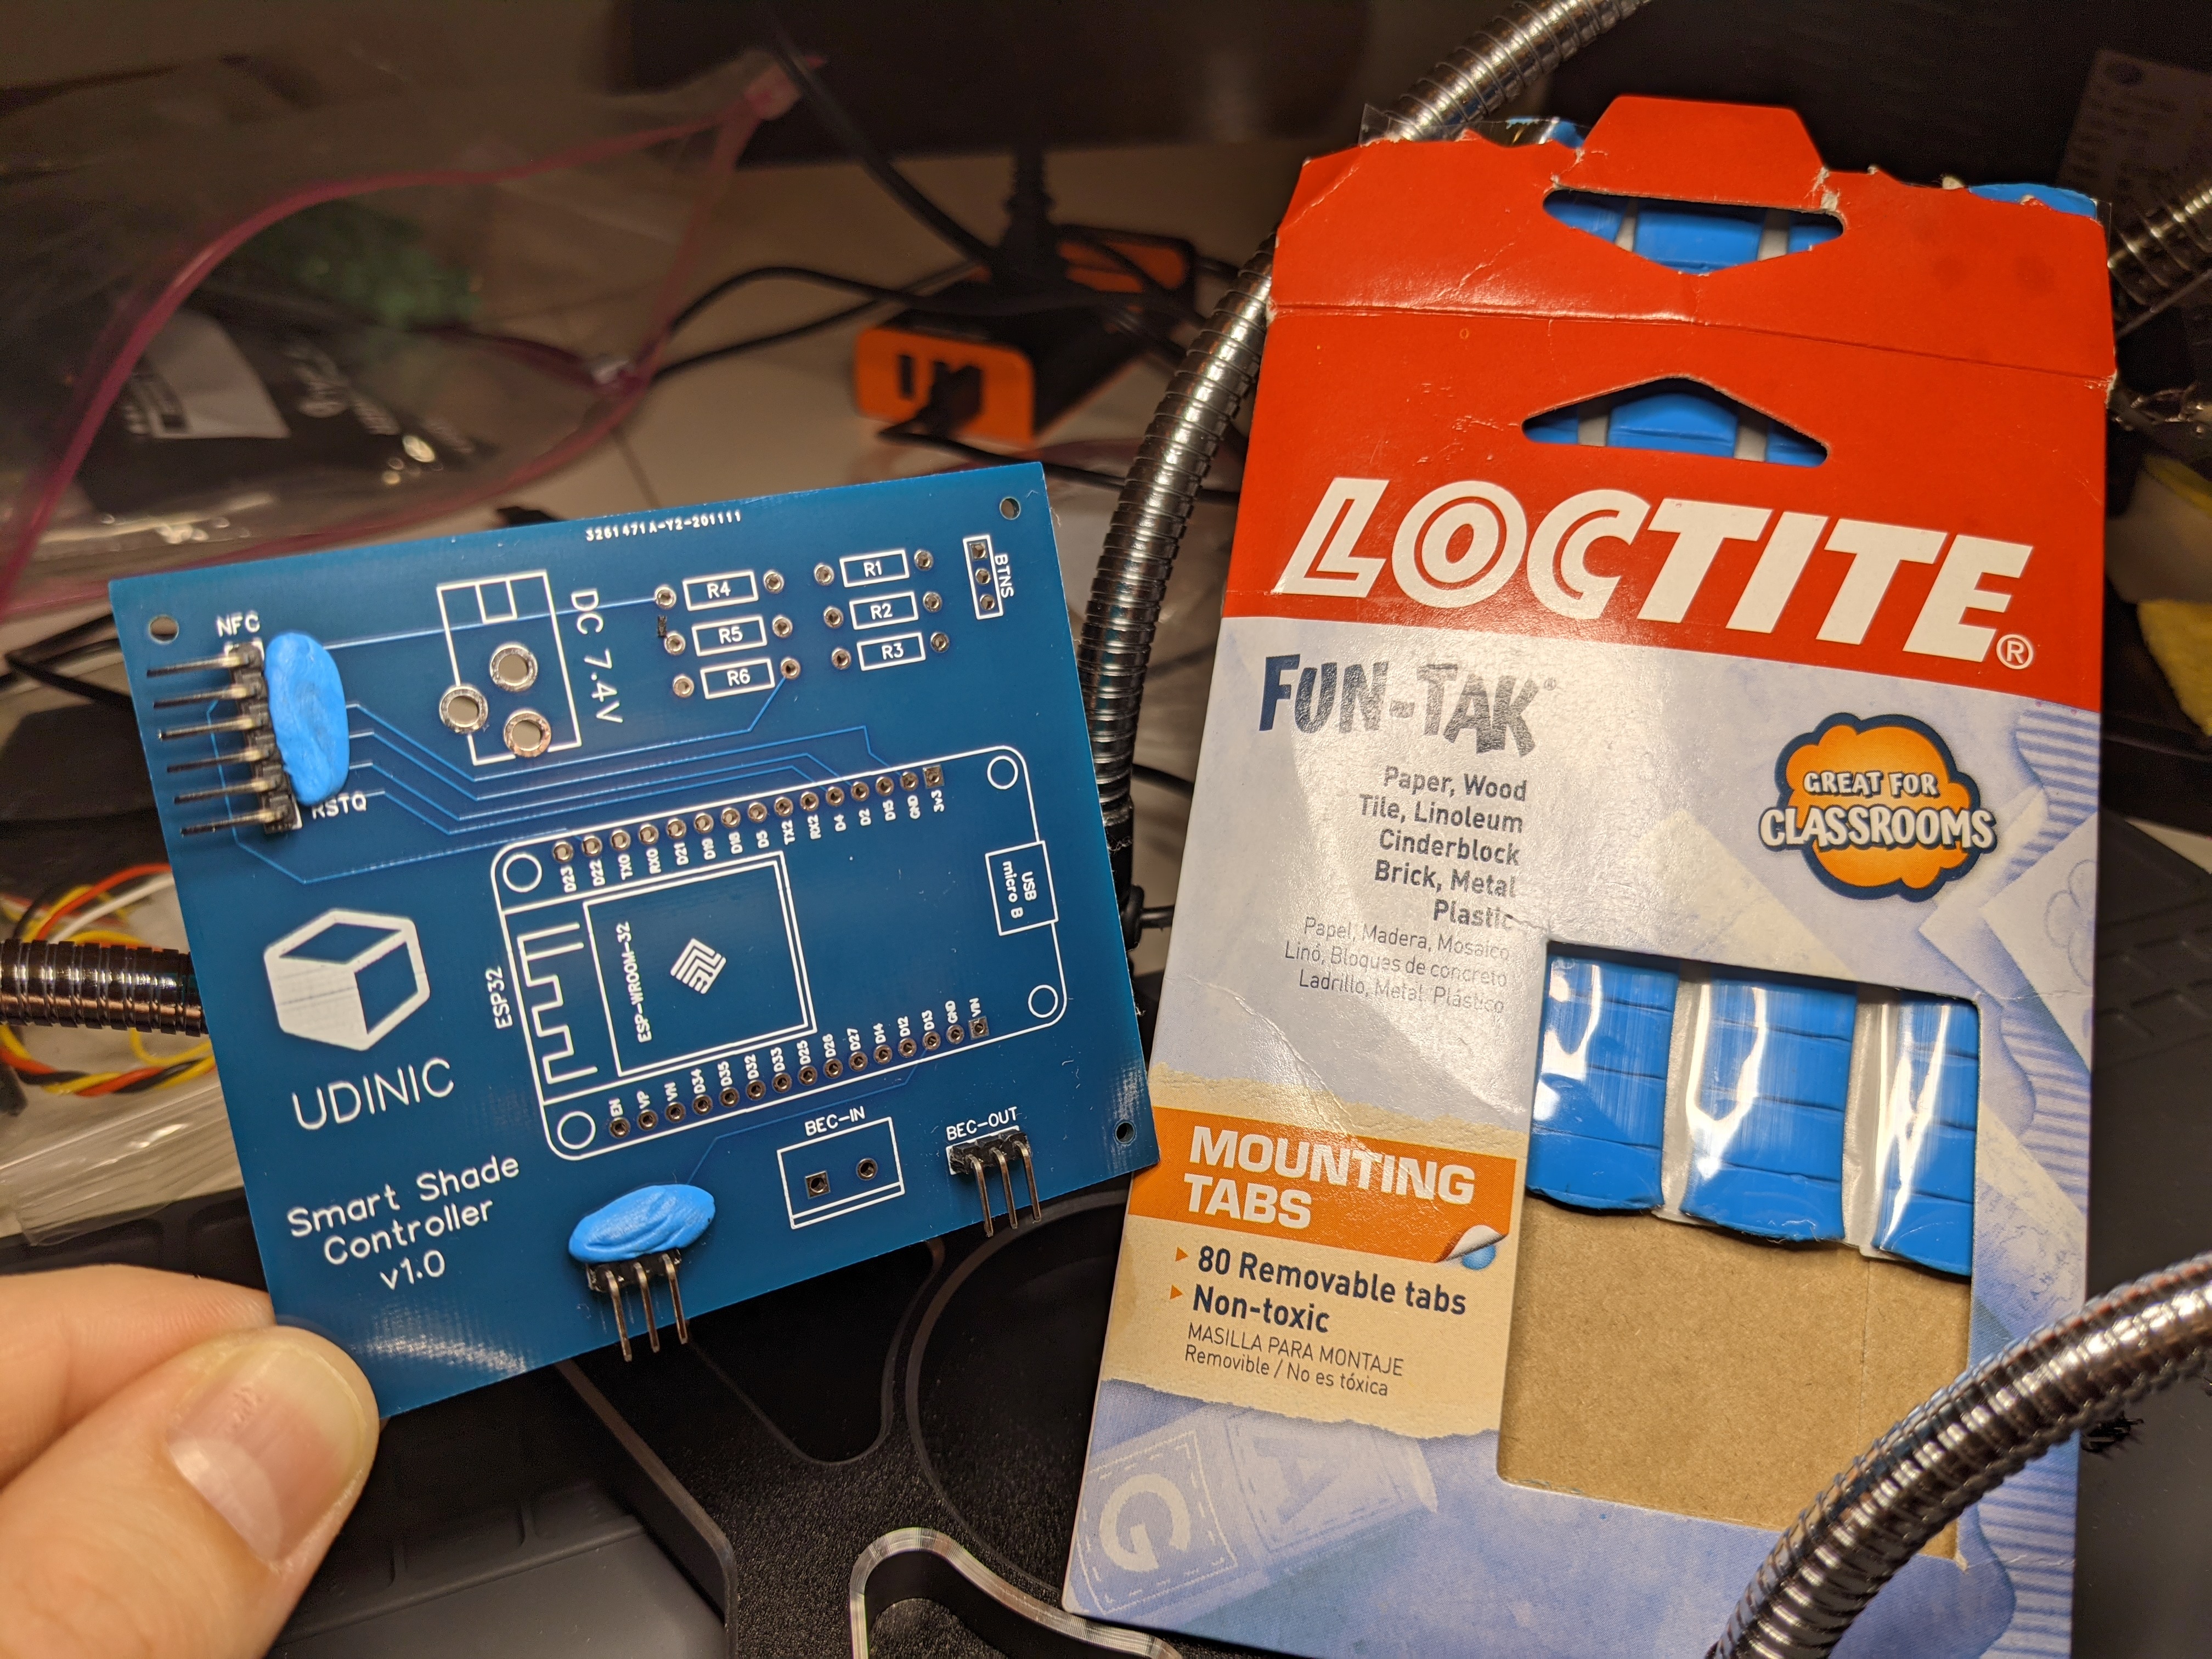 3261471A-Y2-201111
NFC
RSTQ
DC 7.4V
R4
R5
R6
R1
R2
R3
BTNS
D23
D22
TX0
RX0
D21
D19
D18
D5
TX2
RX2
D4
D2
D15
GND
3V3
USB
micro B
ESP32
ESP-WROOM-32
EN
VP
VN
D34
D35
D32
D33
D25
D26
D27
D14
D12
D13
GND
VIN
UDINIC
Smart Shade
Controller
v1.0
BEC-IN
BEC-OUT
LOCTITE®
FUN-TAK®
Paper, Wood
Tile, Linoleum
Cinderblock
Brick, Metal
Plastic
Papel, Madera, Mosaico
Linó, Bloques de concreto
Ladrillo, Metal, Plástico
GREAT FOR
CLASSROOMS
MOUNTING
TABS
80 Removable tabs
Non-toxic
MASILLA PARA MONTAJE
Removible / No es tóxica
G
A